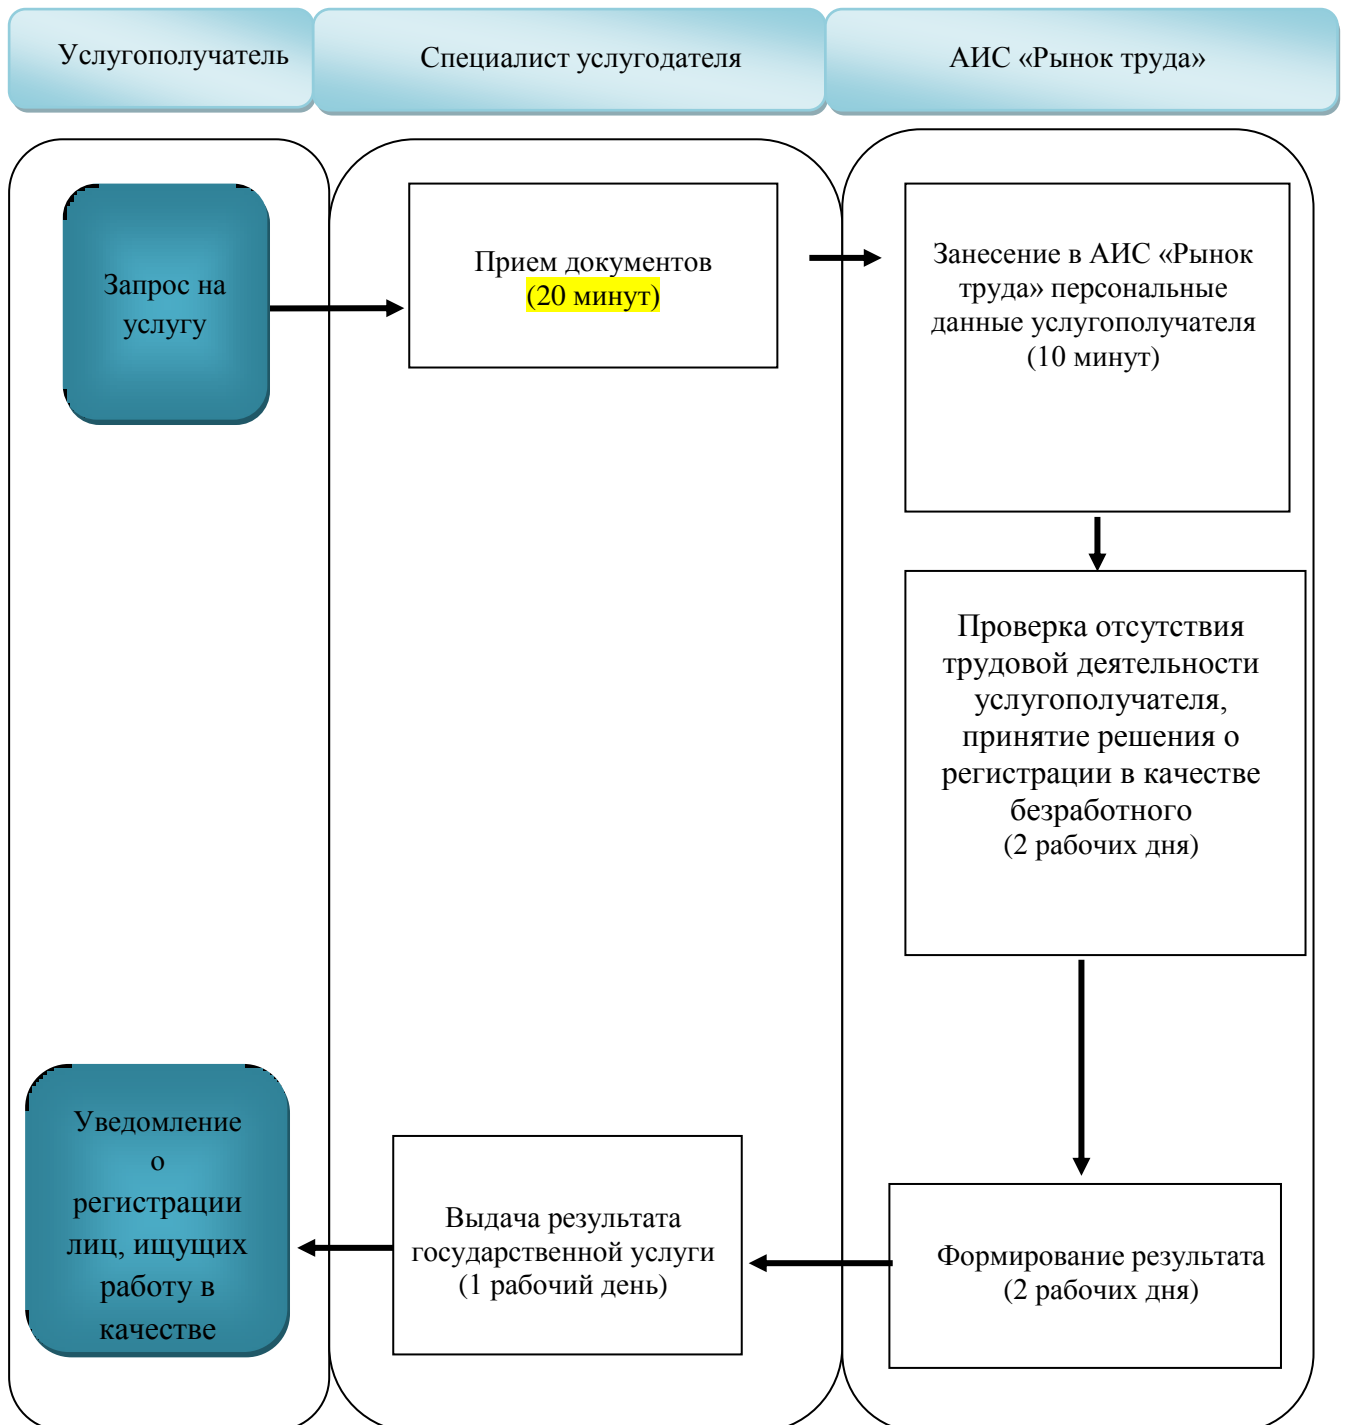 Услугополучатель
Специалист услугодателя
АИС «Рынок труда»
Запрос на
услугу
Прием документов
(20 минут)
Занесение в АИС «Рынок
труда» персональные
данные услугополучателя
(10 минут)
Проверка отсутствия
трудовой деятельности
услугополучателя,
принятие решения о
регистрации в качестве
безработного
(2 рабочих дня)
Формирование результата
(2 рабочих дня)
Выдача результата
государственной услуги
(1 рабочий день)
Уведомление
о
регистрации
лиц, ищущих
работу в
качестве